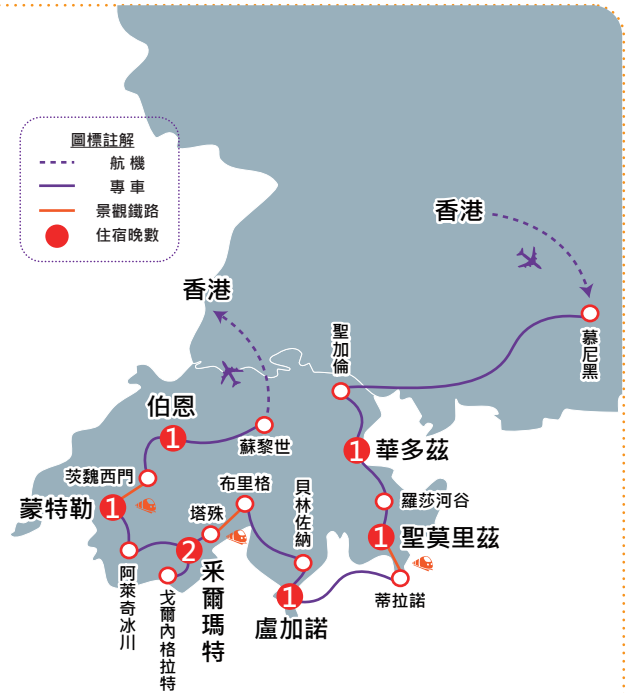 圖標註解
航 機
專 車
景觀鐵路
住宿晚數
香港
香港
慕尼黑
聖加倫
伯恩
1
蘇黎世
1
華多茲
茨魏西門
布里格
貝林佐納
羅莎河谷
蒙特勒
1
塔殊
1
聖莫里茲
2
采爾瑪特
阿萊奇冰川
戈爾內格拉特
1
盧加諾
蒂拉諾